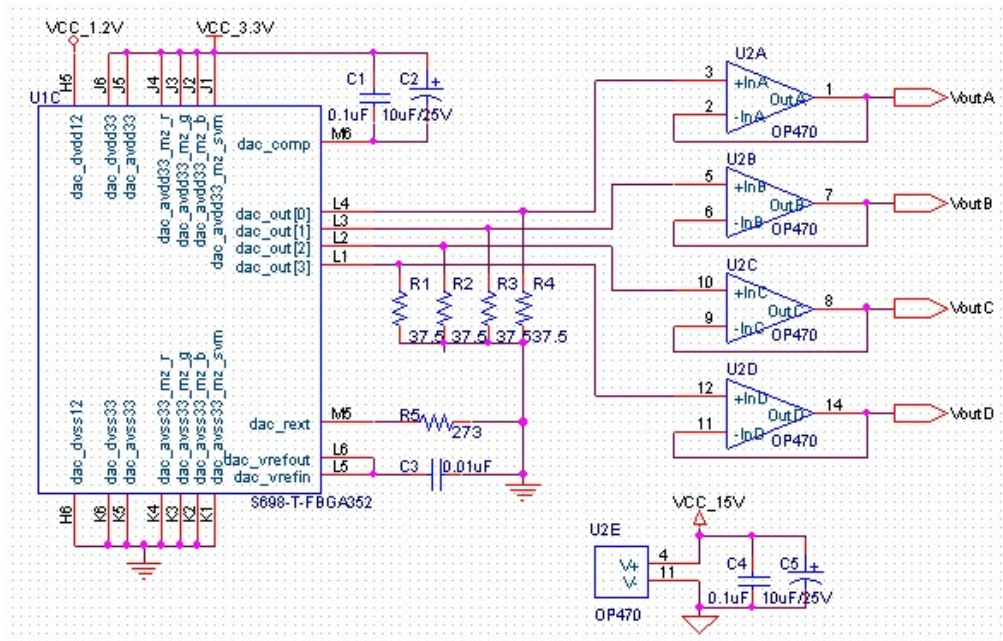 VCC_1.2V
VCC_3.3V
H5
J6
J5
J4
J3
J2
J1
U1C
dac_dvdd12
dac_dvdd33
dac_avdd33
dac_avdd33_mz_r
dac_avdd33_mz_g
dac_avdd33_mz_b
dac_avdd33_mz_svm
C1
C2
0.1uF
10uF/25V
M6
dac_comp
L4
dac_out[0]
L3
dac_out[1]
L2
dac_out[2]
L1
dac_out[3]
R1
R2
R3
R4
37.5
37.5
37.5
37.5
M5
dac_rext
R5
273
L6
dac_vrefout
L5
dac_vrefin
C3
0.01uF
S698-T-FBGA352
dac_dvss12
dac_dvss33
dac_avss33
dac_avss33_mz_r
dac_avss33_mz_g
dac_avss33_mz_b
dac_avss33_mz_svm
H6
K6
K5
K4
K3
K2
K1
U2A
3
+InA
2
-InA
OutA
1
OP470
VoutA
U2B
5
+InB
6
-InB
OutB
7
OP470
VoutB
U2C
10
+InC
9
-InC
OutC
8
OP470
VoutC
U2D
12
+InD
11
-InD
OutD
14
OP470
VoutD
VCC_15V
U2E
V+
4
V-
11
OP470
C4
C5
0.1uF
10uF/25V